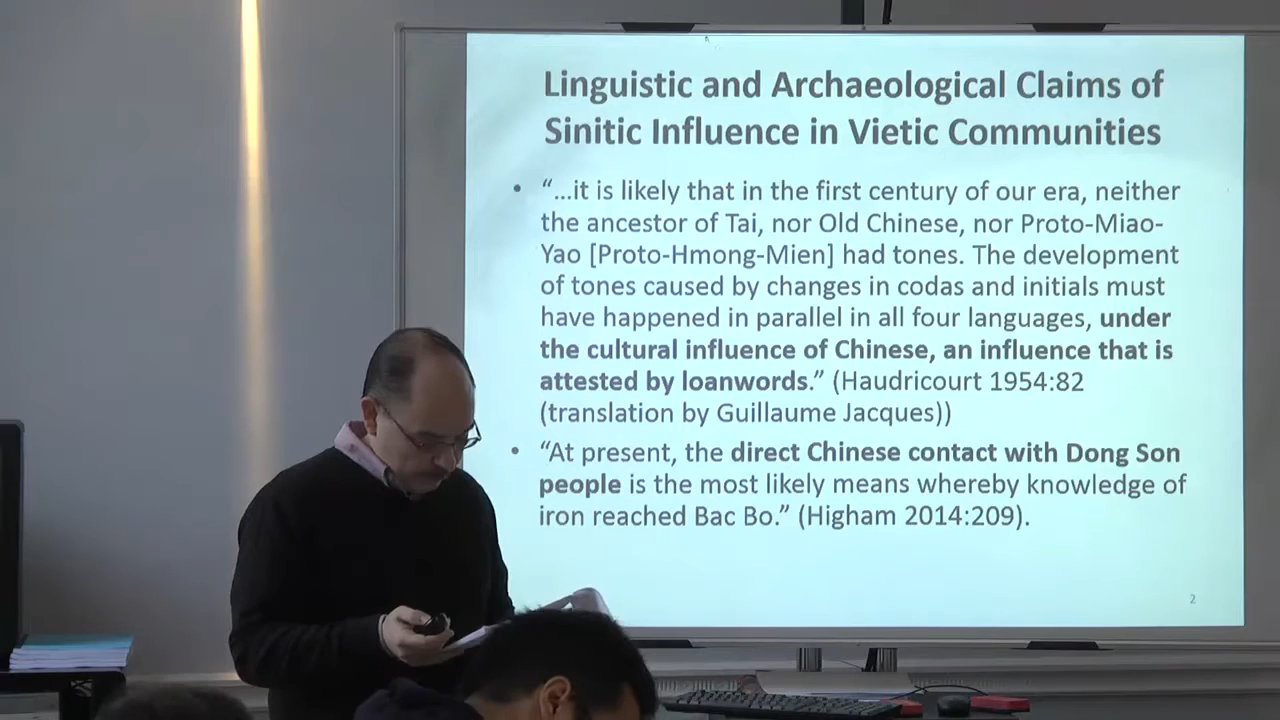 Linguistic and Archaeological Claims of
Sinitic Influence in Vietic Communities
• “...it is likely that in the first century of our era, neither
the ancestor of Tai, nor Old Chinese, nor Proto-Miao-
Yao [Proto-Hmong-Mien] had tones. The development
of tones caused by changes in codas and initials must
have happened in parallel in all four languages, under
the cultural influence of Chinese, an influence that is
attested by loanwords.” (Haudricourt 1954:82
(translation by Guillaume Jacques))
• “At present, the direct Chinese contact with Dong Son
people is the most likely means whereby knowledge of
iron reached Bac Bo.” (Higham 2014:209).
2